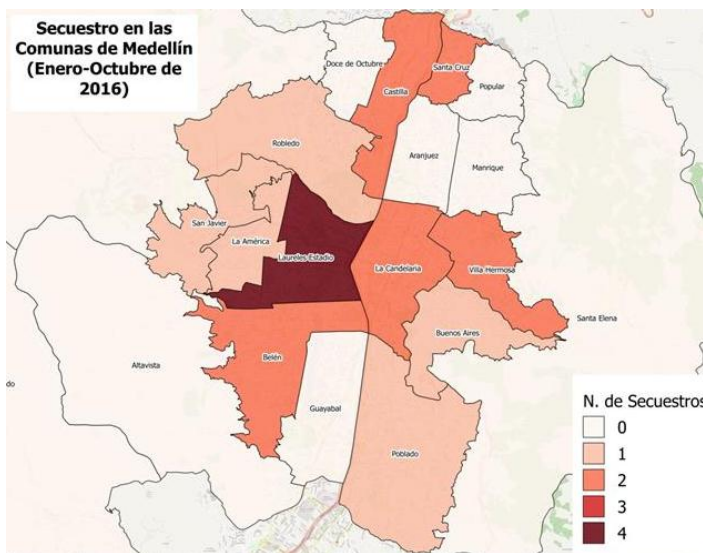 Secuestro en las
Comunas de Medellín
(Enero-Octubre de
2016)
Doce de Octubre
Santa Cruz
Castilla
Popular
Robledo
Aranjuez
Manrique
San Javier
La América
Laureles Estadio
La Candelaria
Villa Hermosa
Santa Elena
Buenos Aires
Altavista
Belén
do
Guayabal
Poblado
N. de Secuestros
0
1
2
3
4